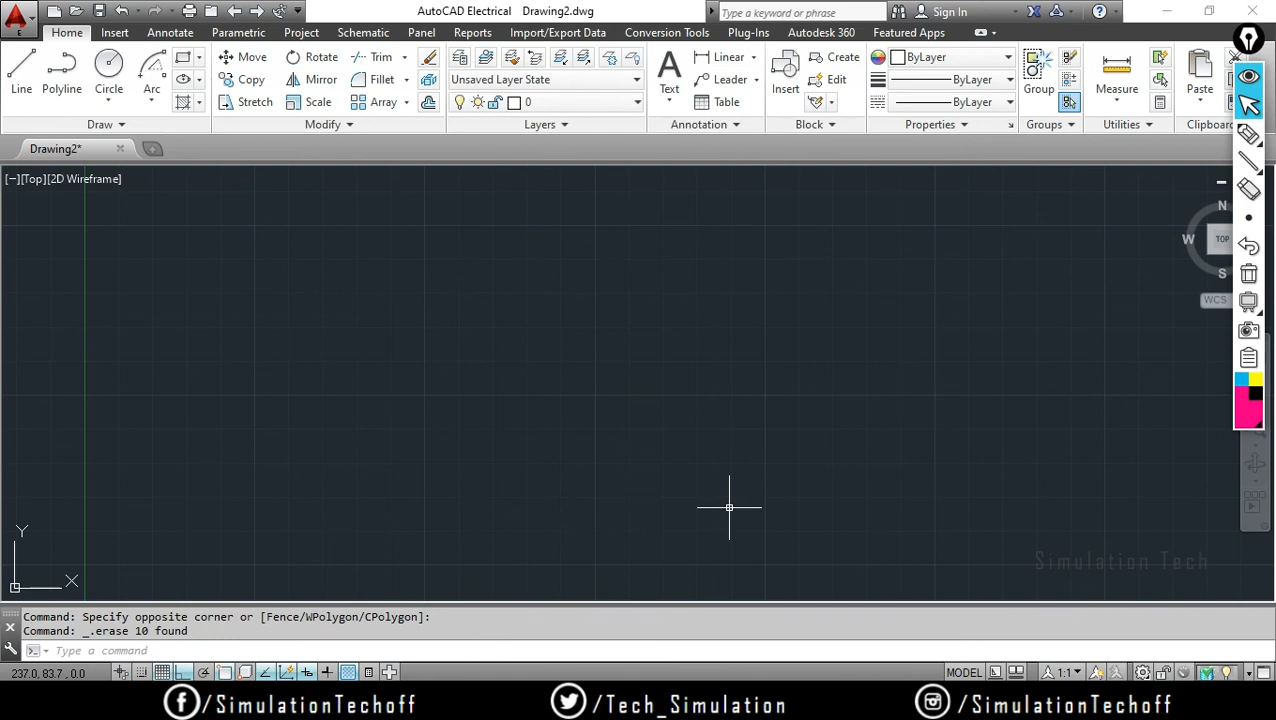 AutoCAD Electrical Drawing2.dwg
Type a keyword or phrase
Sign In
Home Insert Annotate Parametric Project Schematic Panel Reports Import/Export Data Conversion Tools Plug-Ins Autodesk 360 Featured Apps
E
Line
Polyline
Circle
Arc
Draw
Move Rotate Trim
Copy Mirror Fillet
Stretch Scale Array
Modify
Unsaved Layer State
0
Layers
Text
Linear
Leader
Table
Annotation
Insert
Create
Edit
Block
ByLayer
ByLayer
ByLayer
Properties
Group
Groups
Measure
Utilities
Paste
Clipboard
Drawing2*
[−][Top][2D Wireframe]
N
W
TOP
S
WCS
Y
X
Simulation Tech
Command: Specify opposite corner or [Fence/WPolygon/CPolygon]:
Command: _.erase 10 found
Type a command
237.0, 83.7, 0.0
MODEL
1:1
/SimulationTechoff
/Tech_Simulation
/SimulationTechoff